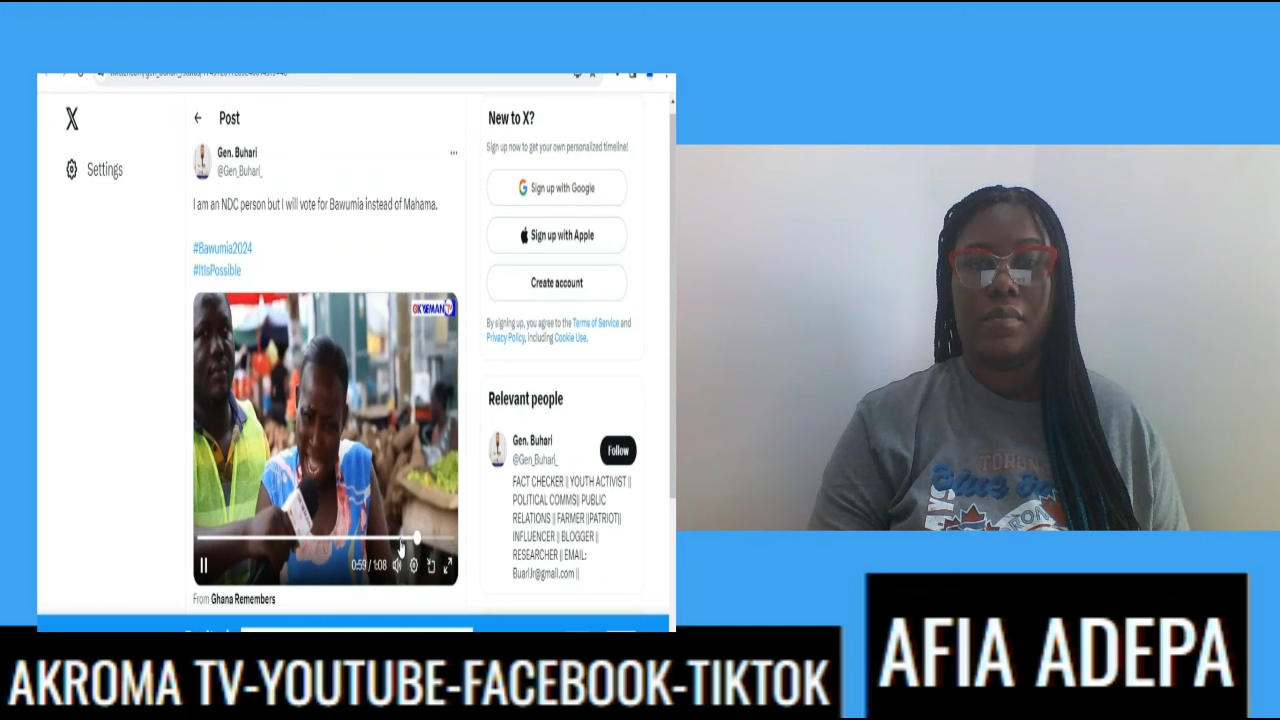 X
Post
Settings
Gen. Buhari
@Gen_Buhari_
I am an NDC person but I will vote for Bawumia instead of Mahama.
#Bawumia2024
#ItIsPossible
OKYEMAN TV
0:59 / 1:08
From Ghana Remembers
New to X?
Sign up now to get your own personalized timeline!
Sign up with Google
Sign up with Apple
Create account
By signing up, you agree to the Terms of Service and
Privacy Policy, including Cookie Use.
Relevant people
Gen. Buhari
@Gen_Buhari_
Follow
FACT CHECKER || YOUTH ACTIVIST ||
POLITICAL COMMS|| PUBLIC
RELATIONS || FARMER ||PATRIOT||
INFLUENCER || BLOGGER ||
RESEARCHER || EMAIL:
BuariJr@gmail.com ||
TORON
Blue
AYS
AKROMA TV-YOUTUBE-FACEBOOK-TIKTOK
AFIA ADEPA